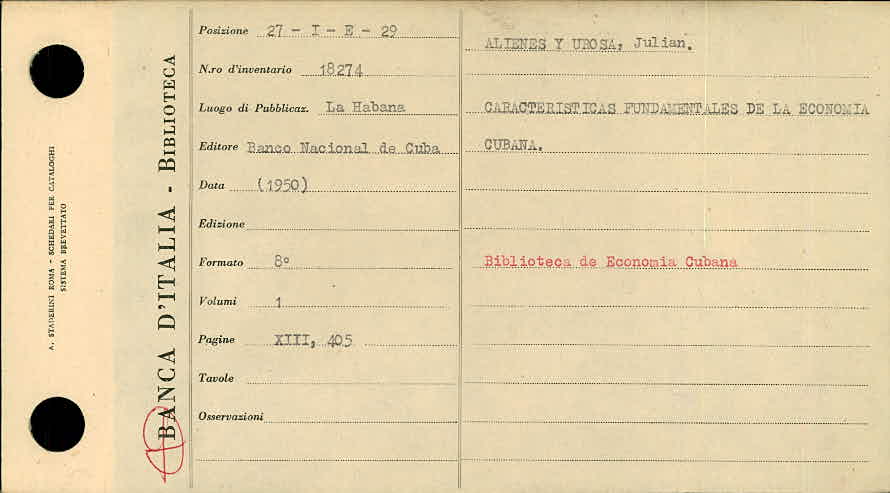 A. STADERINI ROMA - SCHEDARI PER CATALOGHI
SISTEMA BREVETTATO
BANCA D'ITALIA - BIBLIOTECA
Posizione 27 - I - E - 29
N.ro d'inventario 18274
Luogo di Pubblicaz. La Habana
Editore Banco Nacional de Cuba
Data (1950)
Edizione
Formato 8°
Volumi 1
Pagine XIII, 405
Tavole
Osservazioni
ALIENES Y UROSA, Julian.
CARACTERISTICAS FUNDAMENTALES DE LA ECONOMIA
CUBANA.
Biblioteca de Economia Cubana